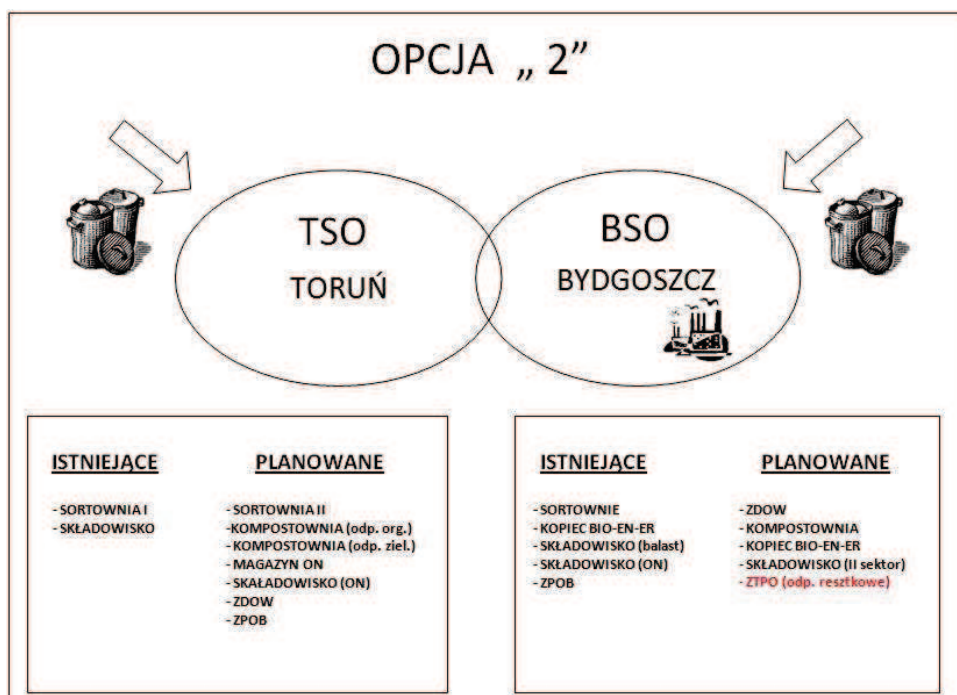 OPCJA „ 2”
TSO
TORUŃ
BSO
BYDGOSZCZ
ISTNIEJĄCE
- SORTOWNIA I
- SKŁADOWISKO
PLANOWANE
- SORTOWNIA II
- KOMPOSTOWNIA (odp. org.)
- KOMPOSTOWNIA (odp. ziel.)
- MAGAZYN ON
- SKAŁADOWISKO (ON)
- ZDOW
- ZPOB
ISTNIEJĄCE
- SORTOWNIE
- KOPIEC BIO-EN-ER
- SKŁADOWISKO (balast)
- SKŁADOWISKO (ON)
- ZPOB
PLANOWANE
- ZDOW
- KOMPOSTOWNIA
- KOPIEC BIO-EN-ER
- SKŁADOWISKO (II sektor)
- ZTPO (odp. resztkowe)